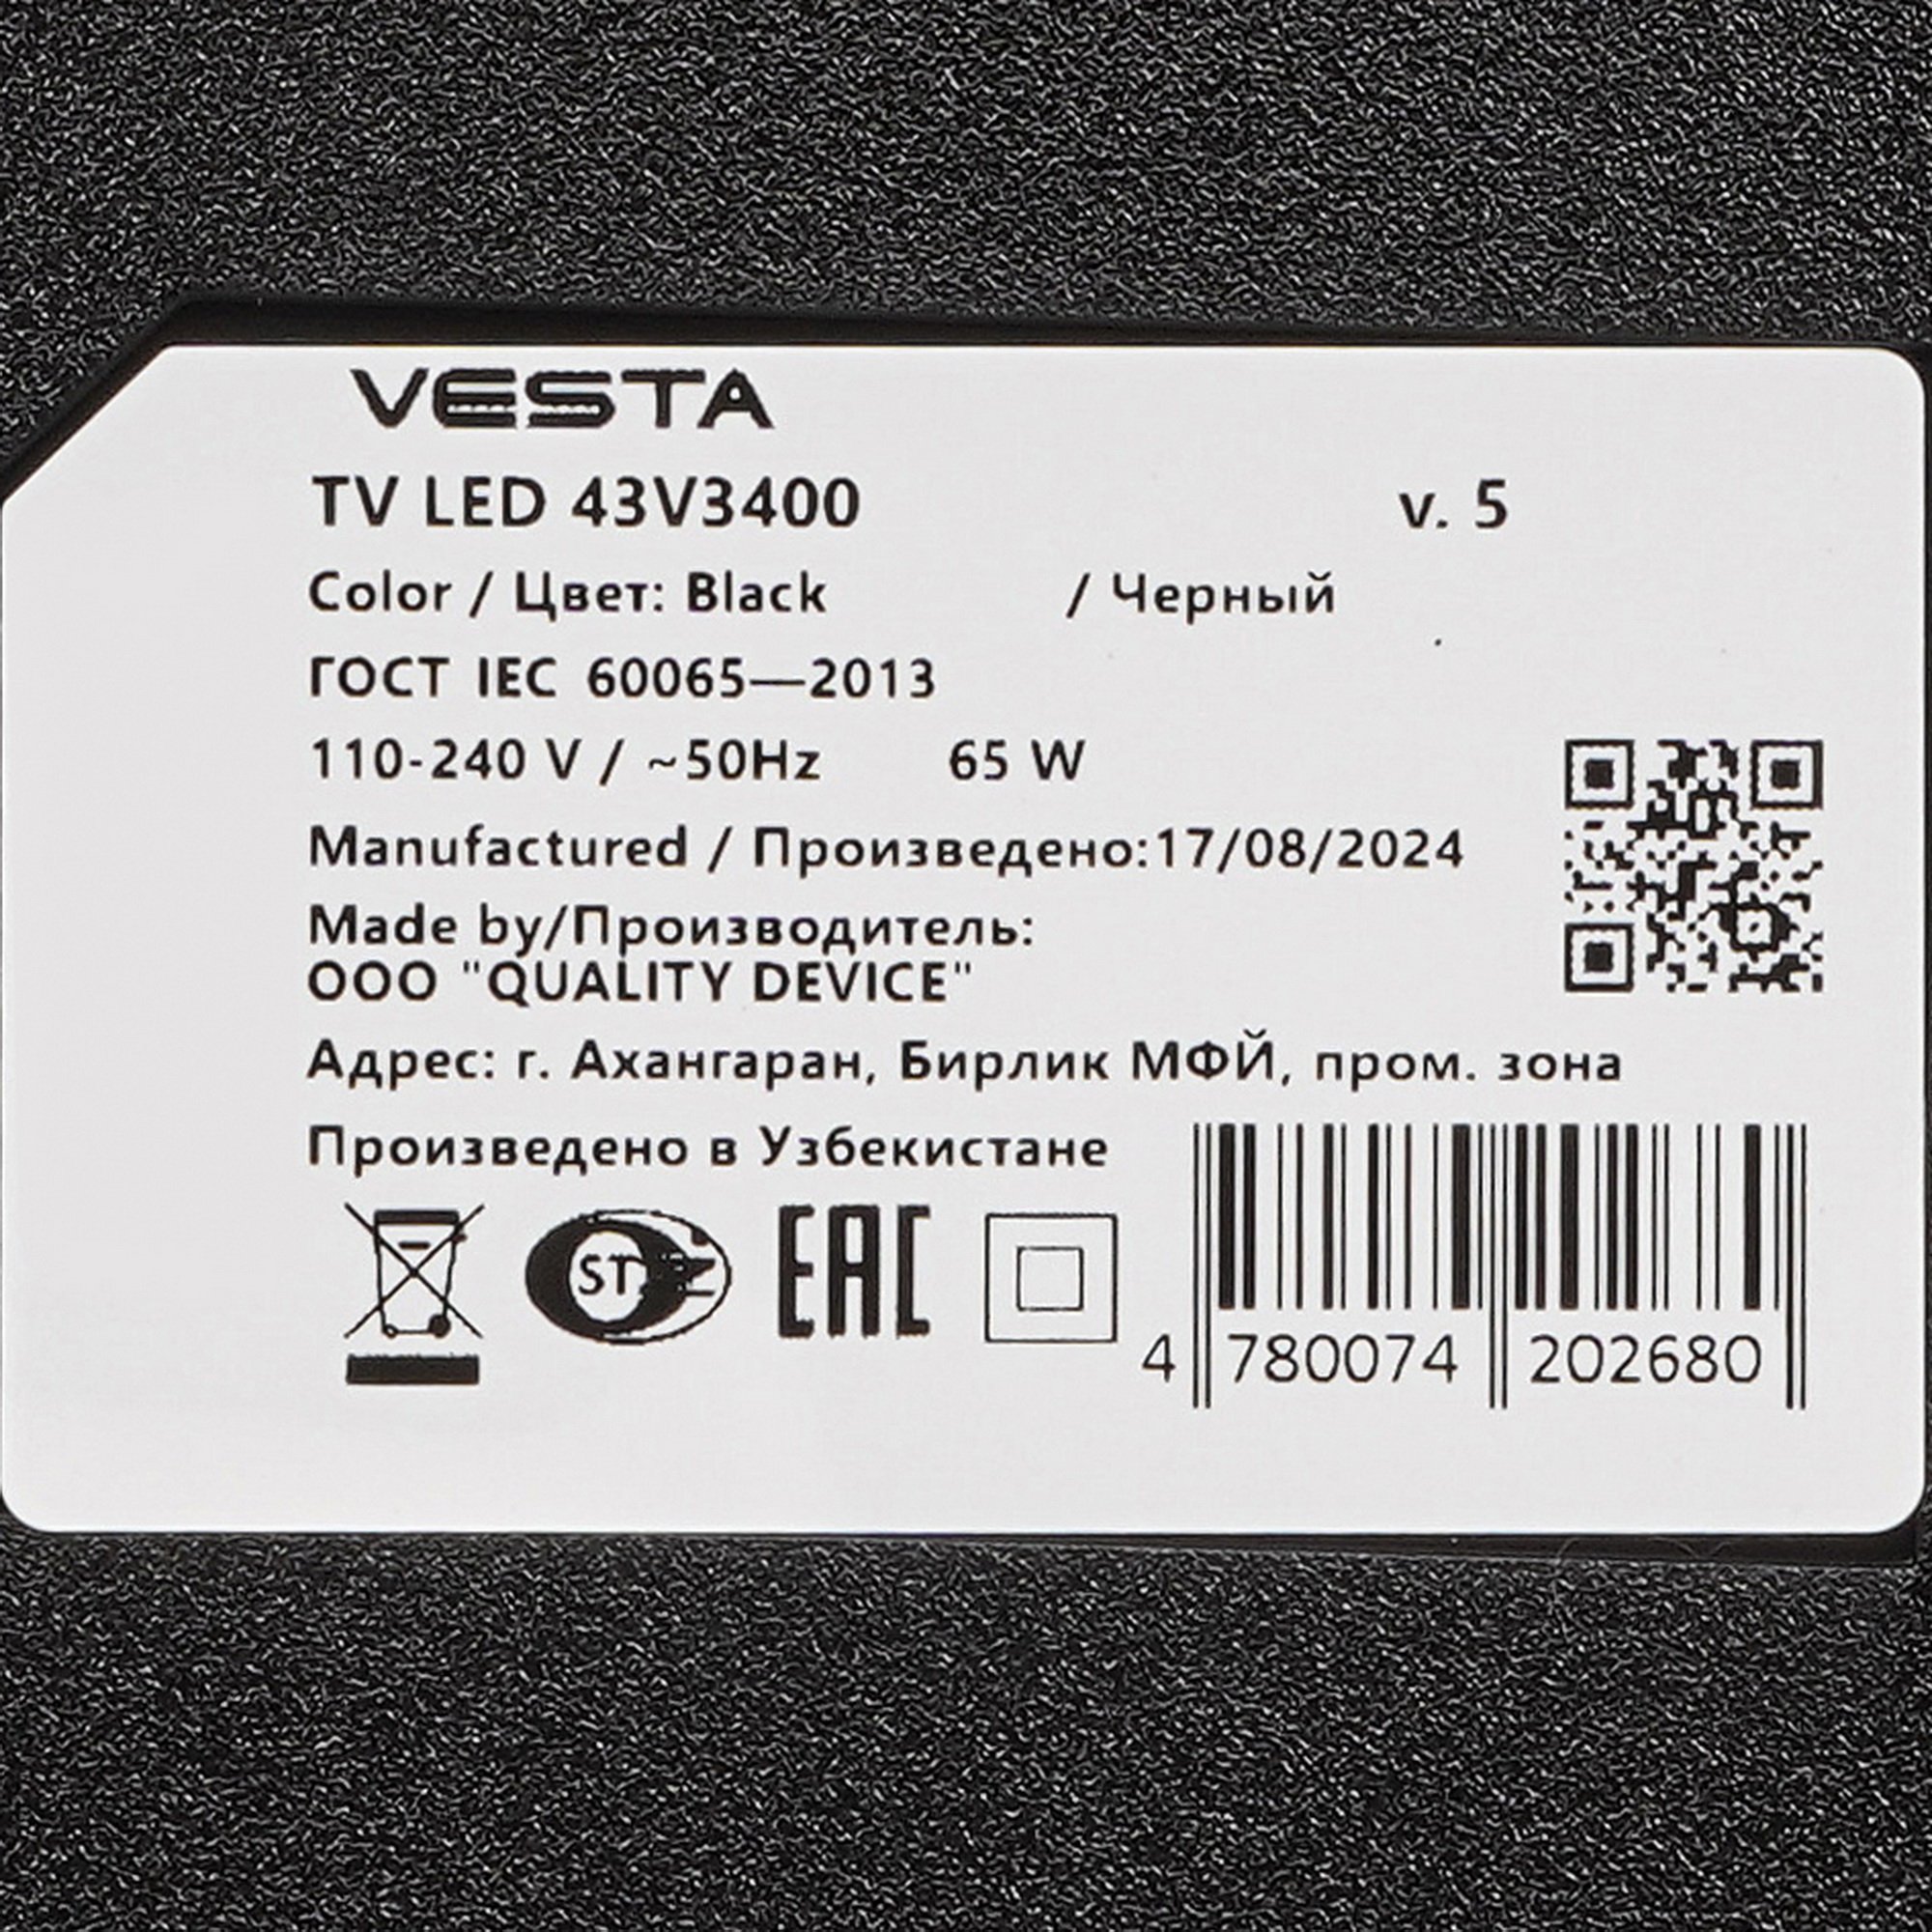 VESTA
TV LED 43V3400 v. 5
Color / Цвет: Black / Черный
ГОСТ IEC 60065—2013
110-240 V / ~50Hz 65 W
Manufactured / Произведено:17/08/2024
Made by/Производитель:
ООО "QUALITY DEVICE"
Адрес: г. Ахангаран, Бирлик МФЙ, пром. зона
Произведено в Узбекистане
ST EAC
4 780074 202680